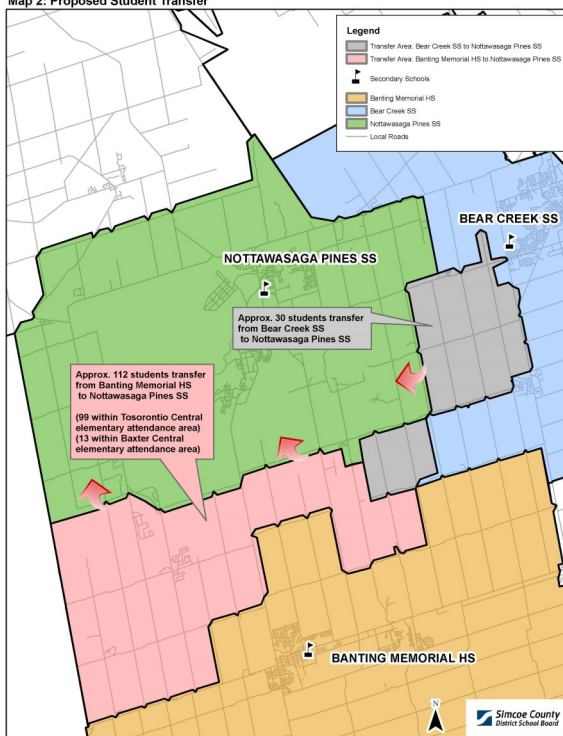 Map 2: Proposed Student Transfer
Legend
Transfer Area: Bear Creek SS to Nottawasaga Pines SS
Transfer Area: Banting Memorial HS to Nottawasaga Pines SS
Secondary Schools
Banting Memorial HS
Bear Creek SS
Nottawasaga Pines SS
Local Roads
BEAR CREEK SS
NOTTAWASAGA PINES SS
Approx. 30 students transfer
from Bear Creek SS
to Nottawasaga Pines SS
Approx. 112 students transfer
from Banting Memorial HS
to Nottawasaga Pines SS
(99 within Tosorontio Central
elementary attendance area)
(13 within Baxter Central
elementary attendance area)
BANTING MEMORIAL HS
N
Simcoe County
District School Board